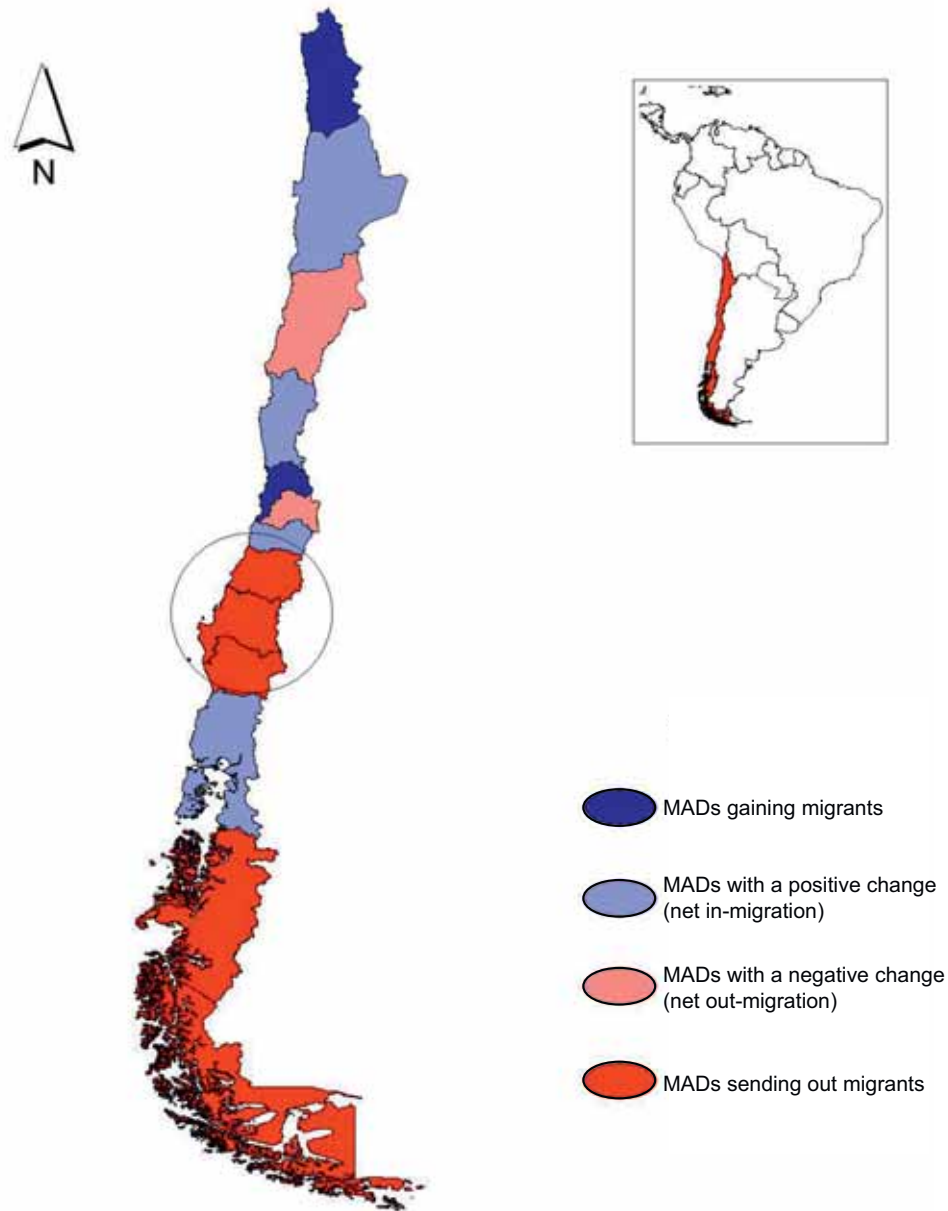 N
MADs gaining migrants
MADs with a positive change
(net in-migration)
MADs with a negative change
(net out-migration)
MADs sending out migrants